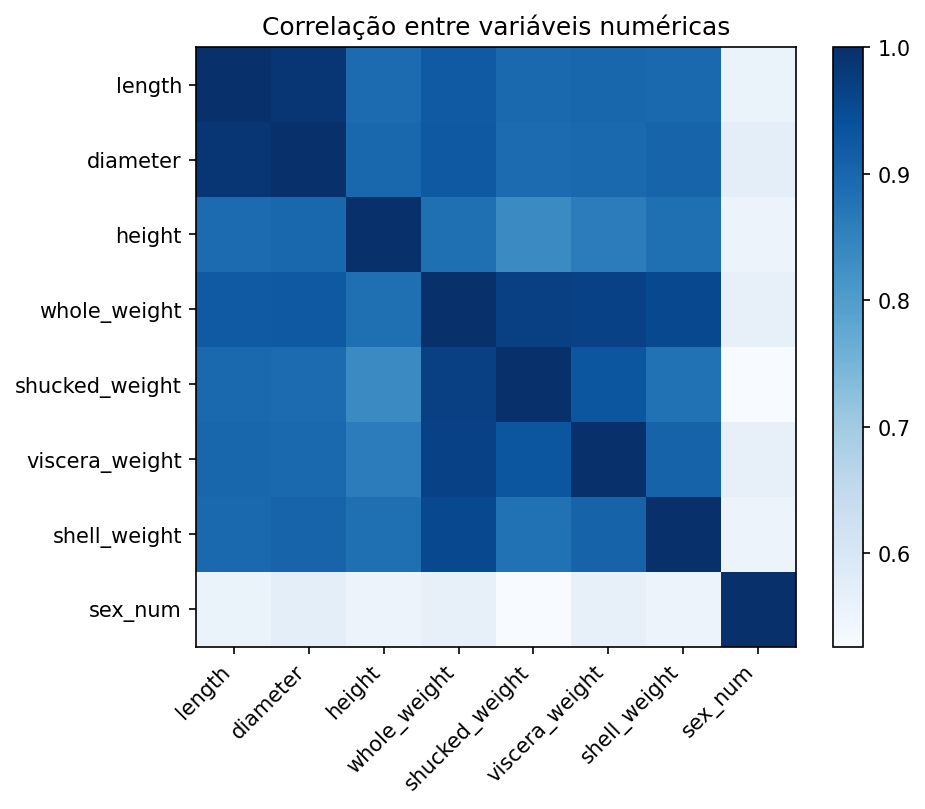 Correlação entre variáveis numéricas
length
diameter
height
whole_weight
shucked_weight
viscera_weight
shell_weight
sex_num
length
diameter
height
whole_weight
shucked_weight
viscera_weight
shell_weight
sex_num
1.0
0.9
0.8
0.7
0.6